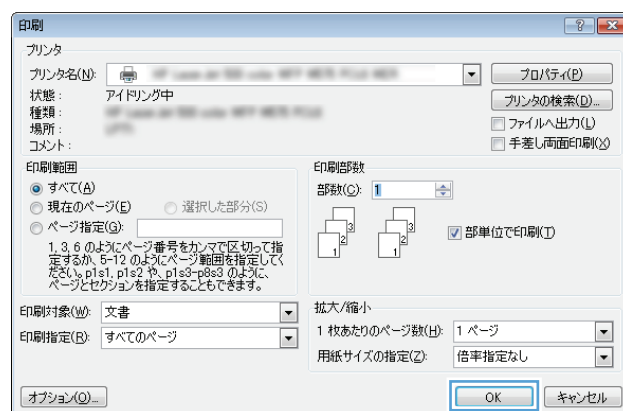 印刷
プリンタ
プリンタ名(N):
プロパティ(P)
状態: アイドリング中
プリンタの検索(D)...
種類:
場所:
ファイルへ出力(L)
コメント:
手差し両面印刷(X)
印刷範囲
すべて(A)
現在のページ(E) 選択した部分(S)
ページ指定(G):
1,3,6 のようにページ番号をカンマで区切って指
定するか、5-12 のようにページ範囲を指定してく
ださい。p1s1, p1s2 や、p1s3-p8s3 のように、
ページとセクションを指定することもできます。
印刷部数
部数(C): 1
3 3
2 2
1 1
部単位で印刷(T)
印刷対象(W): 文書
印刷指定(R): すべてのページ
拡大/縮小
1 枚あたりのページ数(H): 1 ページ
用紙サイズの指定(Z): 倍率指定なし
オプション(O)...
OK キャンセル